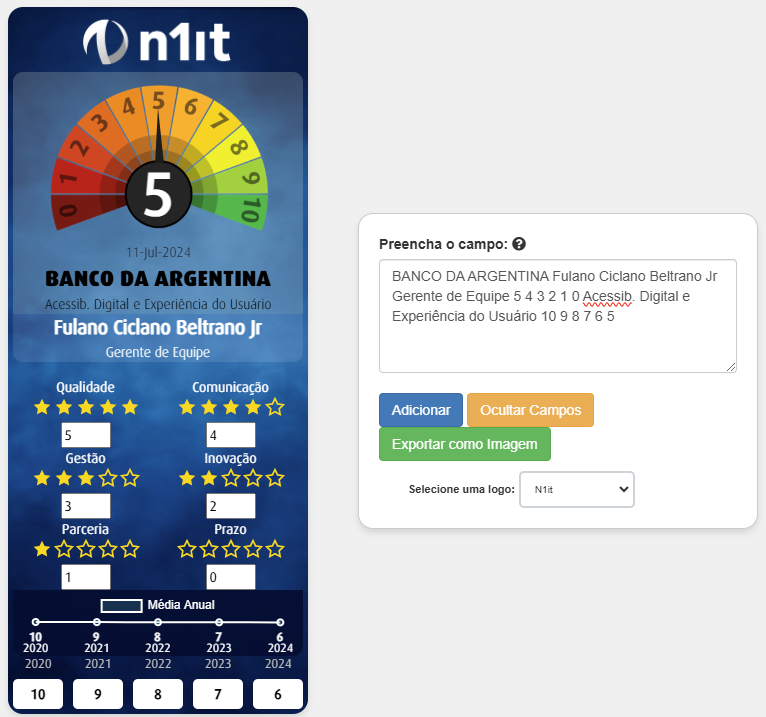 n1it
0 1 2 3 4 5 6 7 8 9 10
5
11-Jul-2024
BANCO DA ARGENTINA
Acessib. Digital e Experiência do Usuário
Fulano Ciclano Beltrano Jr
Gerente de Equipe
Qualidade Comunicação
5 4
Gestão Inovação
3 2
Parceria Prazo
1 0
Média Anual
10 9 8 7 6
2020 2021 2022 2023 2024
2020 2021 2022 2023 2024
10 9 8 7 6
Preencha o campo: ?
BANCO DA ARGENTINA Fulano Ciclano Beltrano Jr
Gerente de Equipe 5 4 3 2 1 0 Acessib. Digital e
Experiência do Usuário 10 9 8 7 6 5
Adicionar Ocultar Campos
Exportar como Imagem
Selecione uma logo: N1it